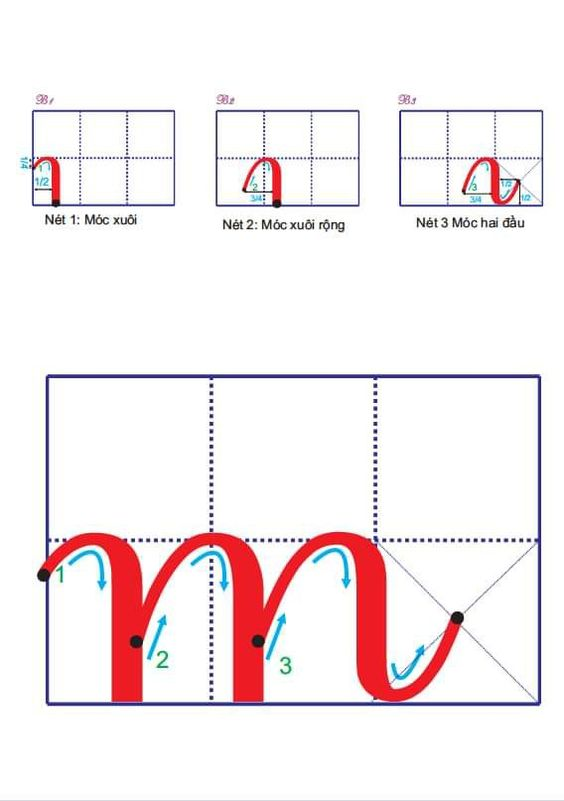 B1 B2 B3
1/4 1
1/2
2
3/4
3 1/2
3/4 1/2
Nét 1: Móc xuôi
Nét 2: Móc xuôi rộng
Nét 3 Móc hai đầu
m
1
2
3